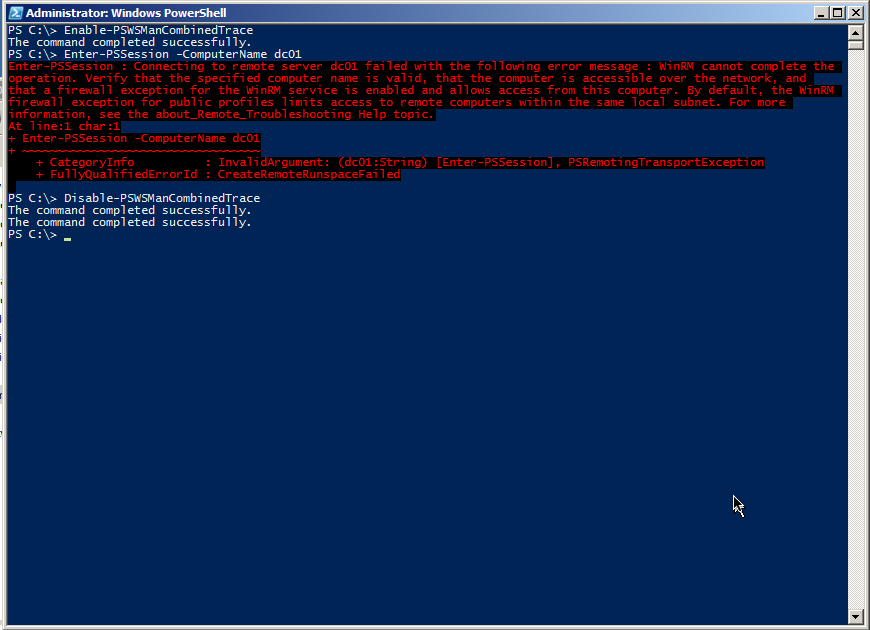 Administrator: Windows PowerShell
PS C:\> Enable-PSWSManCombinedTrace
The command completed successfully.
PS C:\> Enter-PSSession -ComputerName dc01
Enter-PSSession : Connecting to remote server dc01 failed with the following error message : WinRM cannot complete the
operation. Verify that the specified computer name is valid, that the computer is accessible over the network, and
that a firewall exception for the WinRM service is enabled and allows access from this computer. By default, the WinRM
firewall exception for public profiles limits access to remote computers within the same local subnet. For more
information, see the about_Remote_Troubleshooting Help topic.
At line:1 char:1
+ Enter-PSSession -ComputerName dc01
+ ~~~~~~~~~~~~~~~~~~~~~~~~~~~~~~~~~~
+ CategoryInfo : InvalidArgument: (dc01:String) [Enter-PSSession], PSRemotingTransportException
+ FullyQualifiedErrorId : CreateRemoteRunspaceFailed
PS C:\> Disable-PSWSManCombinedTrace
The command completed successfully.
The command completed successfully.
PS C:\>